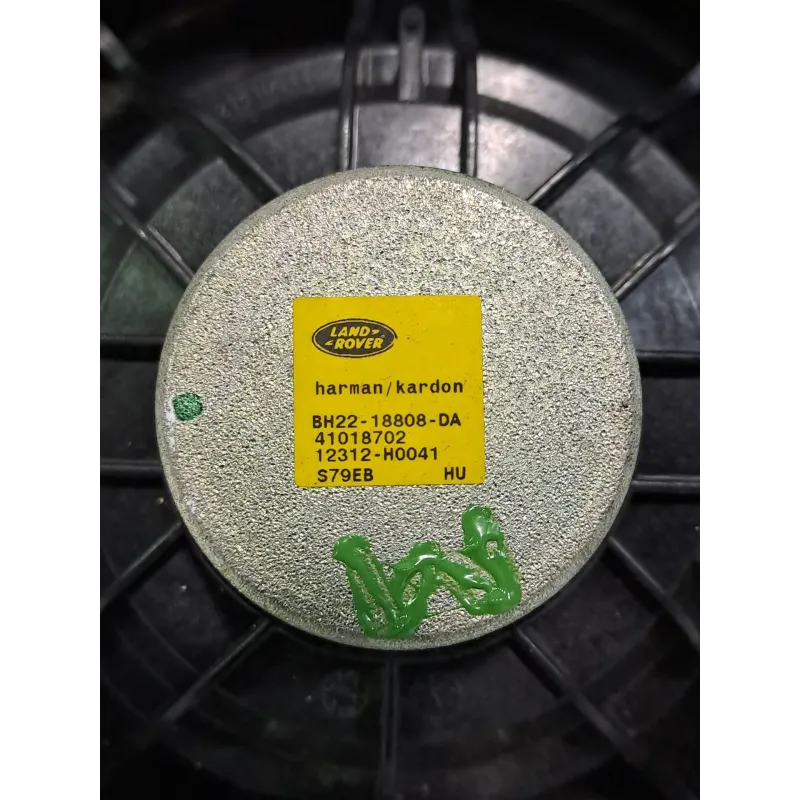 LAND
ROVER
harman/kardon
BH22-18808-DA
41018702
12312-H0041
S79EB HU
W